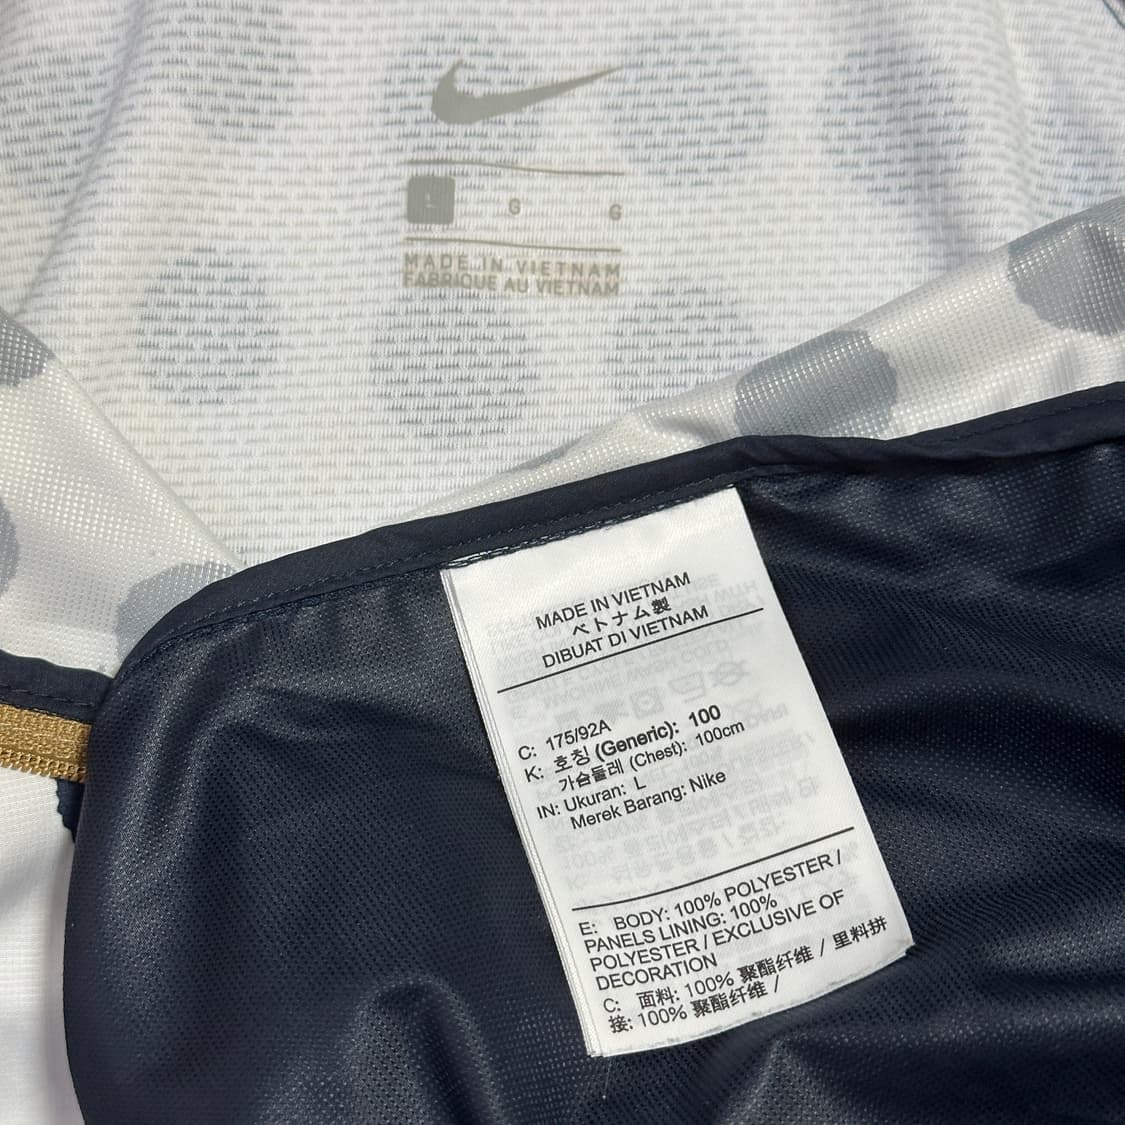 L G G
MADE IN VIETNAM
FABRIQUÉ AU VIETNAM
MADE IN VIETNAM
ベトナム製
DIBUAT DI VIETNAM
C: 175/92A
K: 호칭 (Generic): 100
가슴둘레 (Chest): 100cm
IN: Ukuran: L
Merek Barang: Nike
E: BODY: 100% POLYESTER /
PANELS LINING: 100%
POLYESTER / EXCLUSIVE OF
DECORATION
C: 面料: 100% 聚酯纤维 / 里料拼
接: 100% 聚酯纤维 /